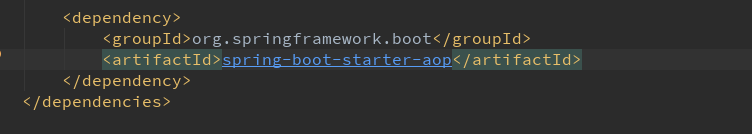 <dependency>
<groupId>org.springframework.boot</groupId>
<artifactId>spring-boot-starter-aop</artifactId>
</dependency>
</dependencies>